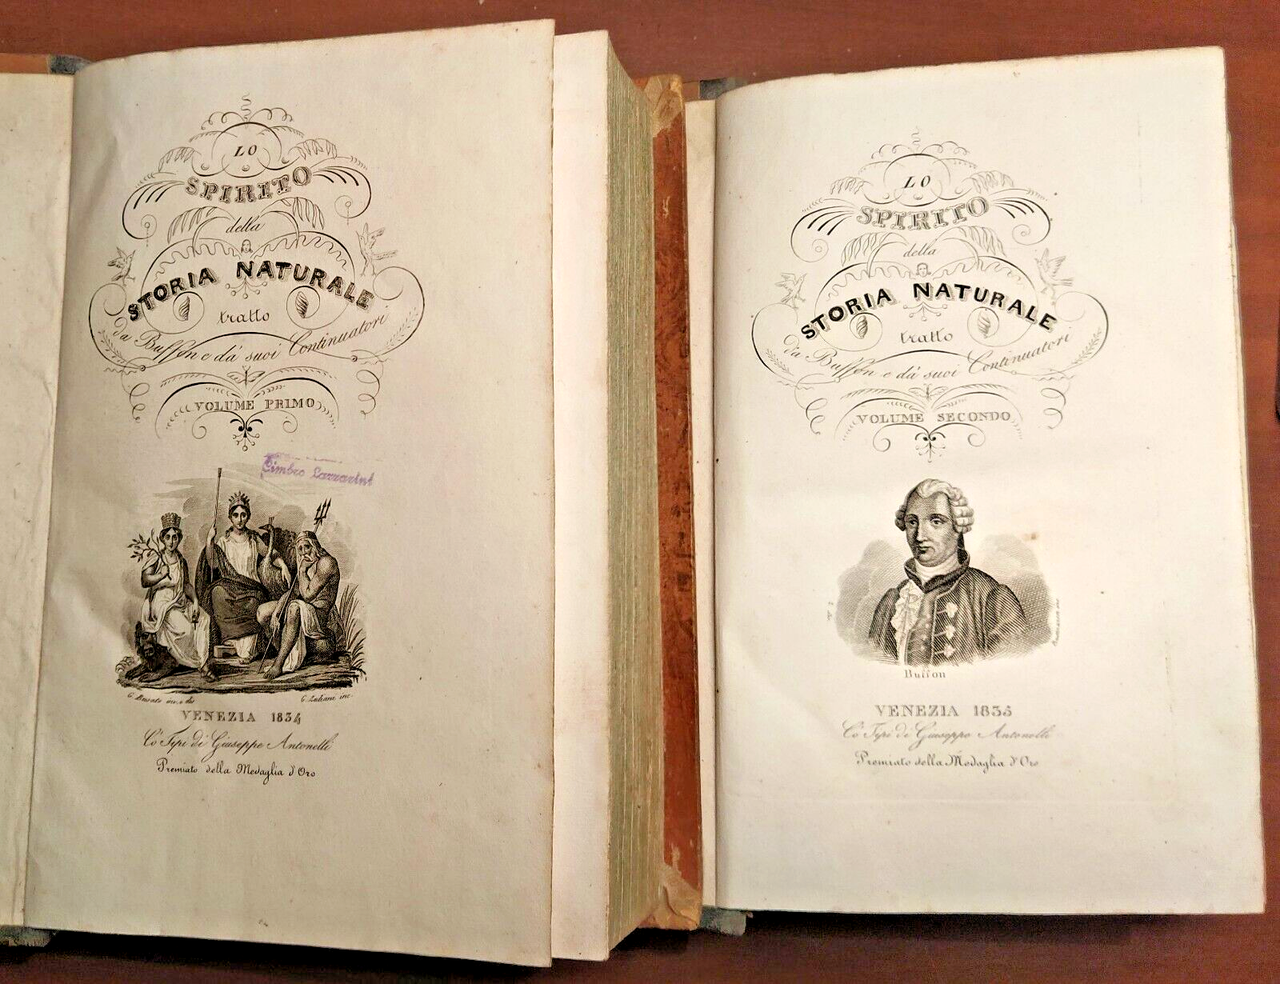 LO
SPIRITO
della
STORIA NATURALE
tratto
da Buffon e da' suoi Continuatori
VOLUME PRIMO
VENEZIA 1834
Co' Tipi di Giuseppe Antonelli
Premiato della Medaglia d'Oro
LO
SPIRITO
della
STORIA NATURALE
tratto
da Buffon e da' suoi Continuatori
VOLUME SECONDO
Buffon
VENEZIA 1835
Co' Tipi di Giuseppe Antonelli
Premiato della Medaglia d'Oro